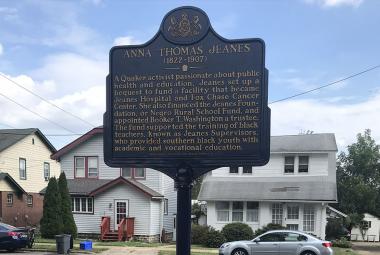 ANNA THOMAS JEANES
(1822-1907)
A Quaker activist passionate about public
health and education, Jeanes set up a
bequest to fund a facility that became
Jeanes Hospital and Fox Chase Cancer
Center. She also financed the Jeanes Foun-
dation, or Negro Rural School Fund, and
appointed Booker T. Washington a trustee.
The fund supported the training of black
teachers, known as Jeanes Supervisors,
who provided southern black youth with
academic and vocational education.